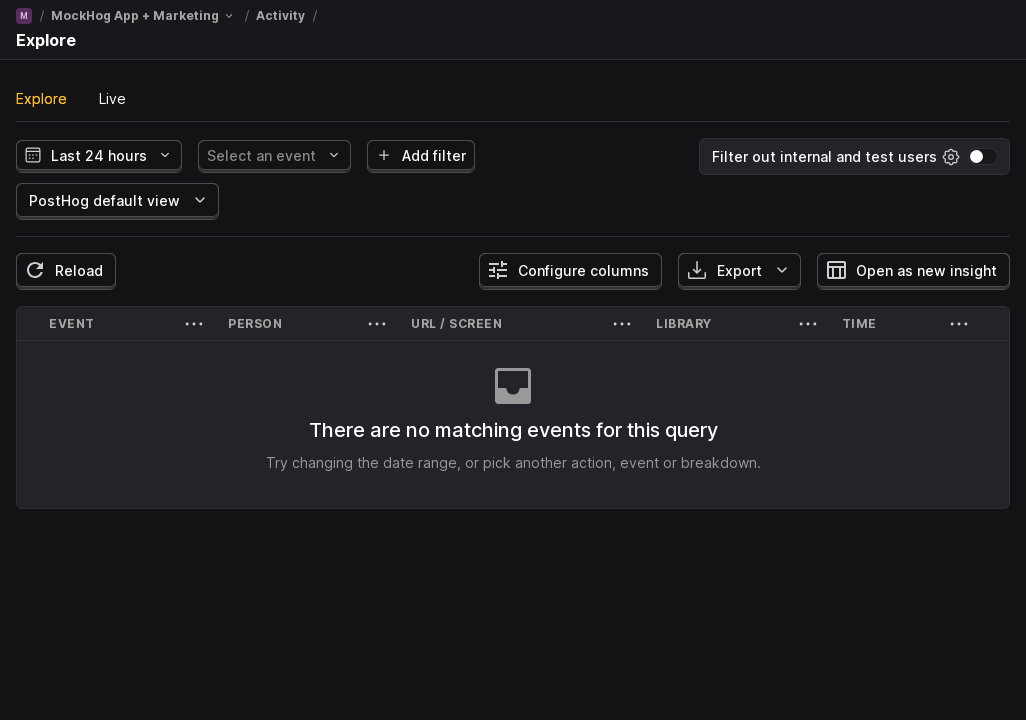 M / MockHog App + Marketing / Activity /
Explore
Explore Live
Last 24 hours Select an event Add filter Filter out internal and test users
PostHog default view
Reload Configure columns Export Open as new insight
EVENT PERSON URL / SCREEN LIBRARY TIME
There are no matching events for this query
Try changing the date range, or pick another action, event or breakdown.